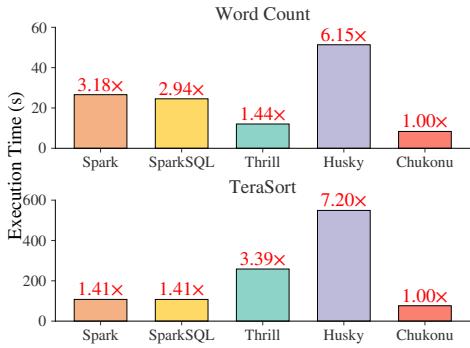 Word Count
Execution Time (s)
60
40
20
0
3.18×
2.94×
1.44×
6.15×
1.00×
Spark
SparkSQL
Thrill
Husky
Chukonu
TeraSort
600
400
200
0
1.41×
1.41×
3.39×
7.20×
1.00×
Spark
SparkSQL
Thrill
Husky
Chukonu